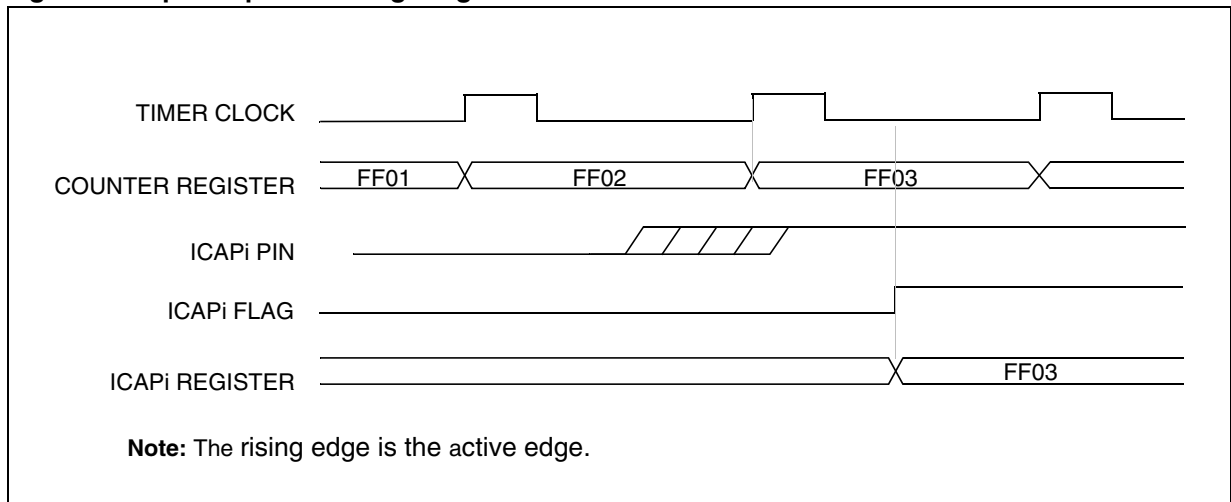 TIMER CLOCK
COUNTER REGISTER
FF01
FF02
FF03
ICAPi PIN
ICAPi FLAG
ICAPi REGISTER
FF03
Note: The rising edge is the active edge.